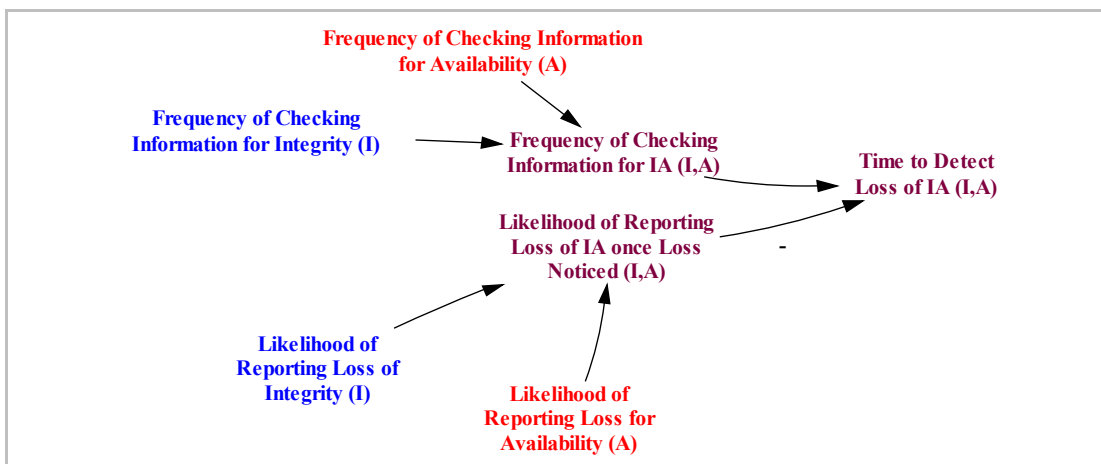 Frequency of Checking Information
for Availability (A)
Frequency of Checking
Information for Integrity (I)
Frequency of Checking
Information for IA (I,A)
Time to Detect
Loss of IA (I,A)
Likelihood of Reporting
Loss of IA once Loss
Noticed (I,A)
-
Likelihood of
Reporting Loss of
Integrity (I)
Likelihood of
Reporting Loss for
Availability (A)